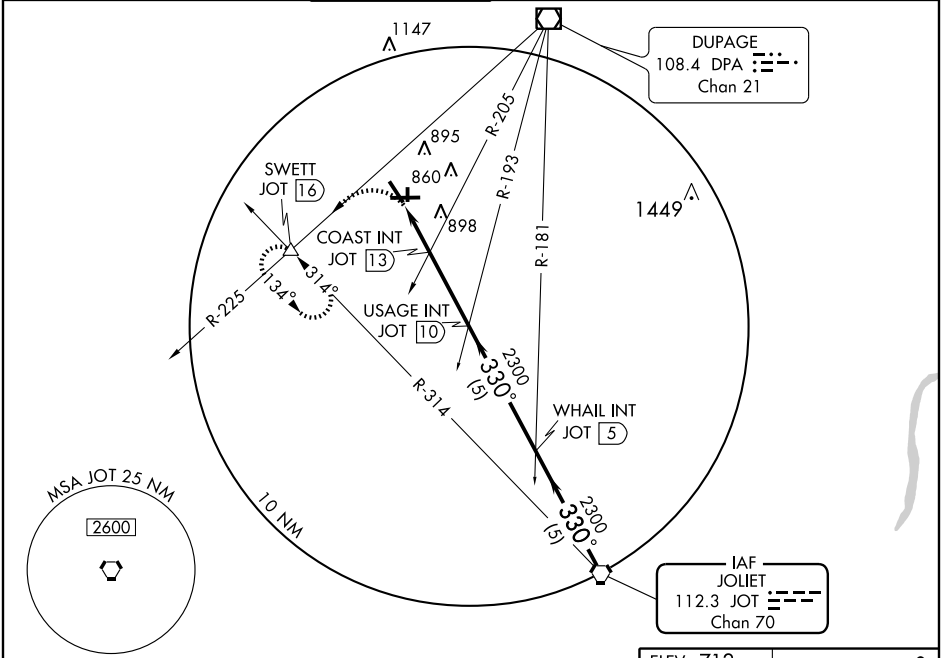 1147
DUPAGE
108.4 DPA
Chan 21
R-205
895
SWETT
JOT 16
860
R-193
1449
898
COAST INT
JOT 13
R-181
314°
134°
USAGE INT
JOT 10
R-225
2300
330°
(5)
R-314
WHAIL INT
JOT 5
MSA JOT 25 NM
2600
10 NM
2300
330°
(5)
IAF
JOLIET
112.3 JOT
Chan 70